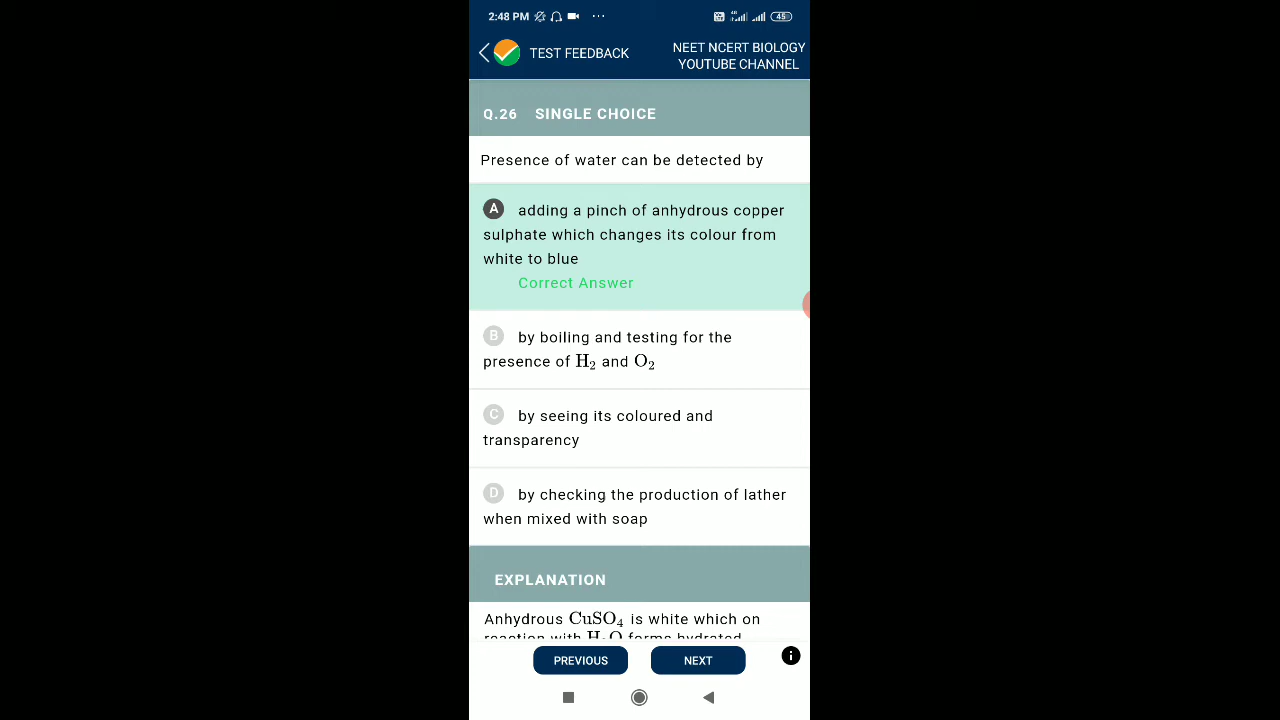 2:48 PM ...
4G 45
TEST FEEDBACK
NEET NCERT BIOLOGY
YOUTUBE CHANNEL
Q.26 SINGLE CHOICE
Presence of water can be detected by
A adding a pinch of anhydrous copper
sulphate which changes its colour from
white to blue
Correct Answer
B by boiling and testing for the
presence of H₂ and O₂
C by seeing its coloured and
transparency
D by checking the production of lather
when mixed with soap
EXPLANATION
Anhydrous CuSO₄ is white which on
reaction with H₂O forms hydrated
PREVIOUS NEXT